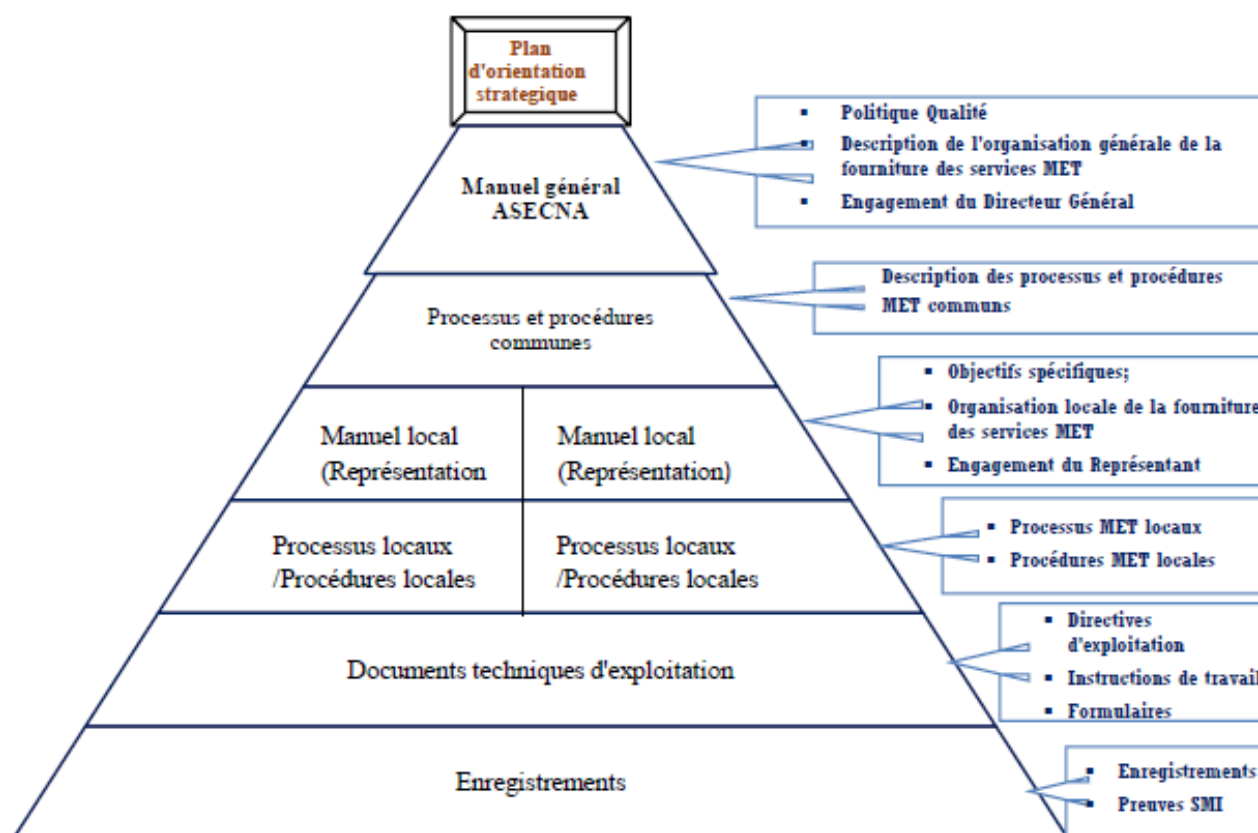 Plan
d'orientation
strategique
▪ Politique Qualité
▪ Description de l'organisation générale de la
fourniture des services MET
▪ Engagement du Directeur Général
Manuel général
ASECNA
Description des processus et procédures
MET communs
Processus et procédures
communes
▪ Objectifs spécifiques;
▪ Organisation locale de la fourniture
des services MET
▪ Engagement du Représentant
Manuel local
(Représentation
Manuel local
(Représentation)
▪ Processus MET locaux
▪ Procédures MET locales
Processus locaux
/Procédures locales
Processus locaux
/Procédures locales
▪ Directives
d'exploitation
▪ Instructions de travail
▪ Formulaires
Documents techniques d'exploitation
▪ Enregistrements
▪ Preuves SMI
Enregistrements